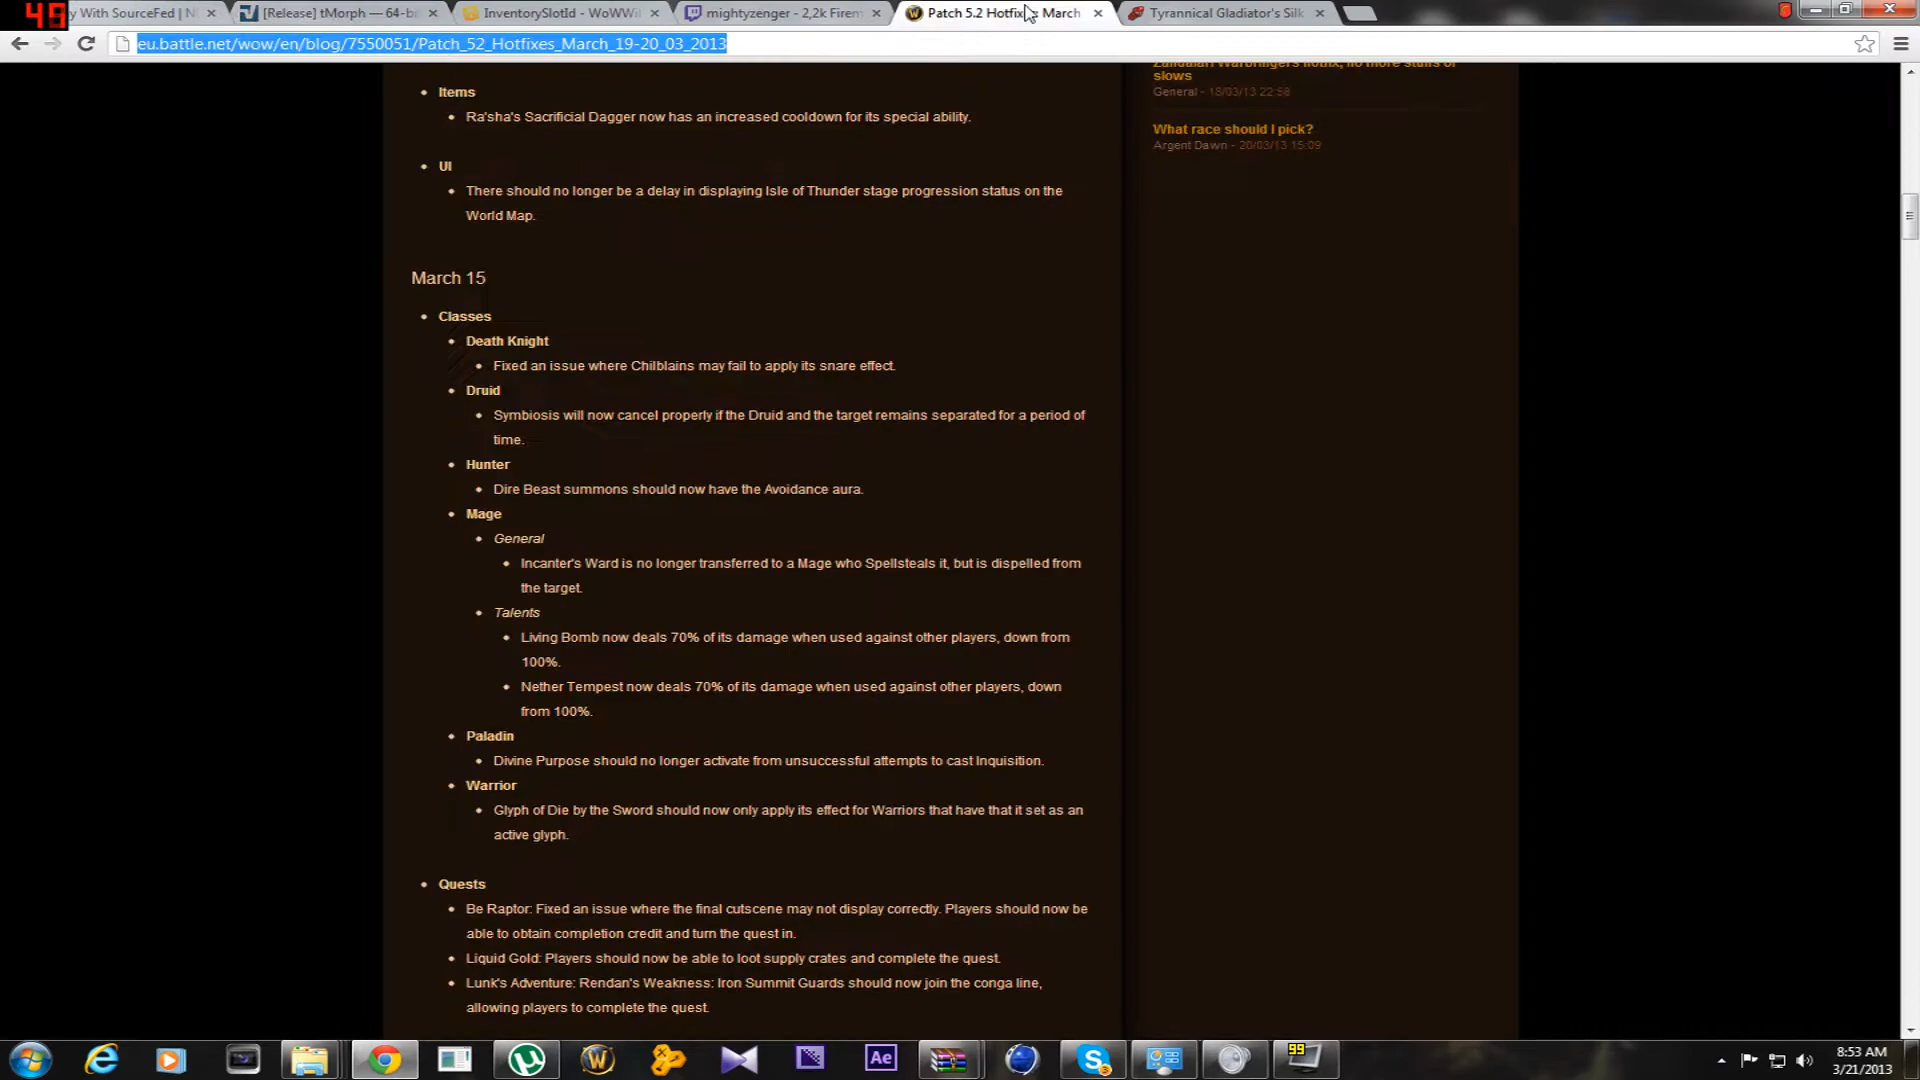 48
y With SourceFed | N
[Release] tMorph — 64-bi
InventorySlotId - WoWWi
mightyzenger - 2,2k Firem
Patch 5.2 Hotfixes March
Tyrannical Gladiator's Silk
eu.battle.net/wow/en/blog/7550051/Patch_52_Hotfixes_March_19-20_03_2013
Zandalari Warbringers hotfix, no more stuns or
slows
General - 18/03/13 22:58
What race should I pick?
Argent Dawn - 20/03/13 15:09
Items
Ra'sha's Sacrificial Dagger now has an increased cooldown for its special ability.
UI
There should no longer be a delay in displaying Isle of Thunder stage progression status on the
World Map.
March 15
Classes
Death Knight
Fixed an issue where Chilblains may fail to apply its snare effect.
Druid
Symbiosis will now cancel properly if the Druid and the target remains separated for a period of
time.
Hunter
Dire Beast summons should now have the Avoidance aura.
Mage
General
Incanter's Ward is no longer transferred to a Mage who Spellsteals it, but is dispelled from
the target.
Talents
Living Bomb now deals 70% of its damage when used against other players, down from
100%.
Nether Tempest now deals 70% of its damage when used against other players, down
from 100%.
Paladin
Divine Purpose should no longer activate from unsuccessful attempts to cast Inquisition.
Warrior
Glyph of Die by the Sword should now only apply its effect for Warriors that have that it set as an
active glyph.
Quests
Be Raptor: Fixed an issue where the final cutscene may not display correctly. Players should now be
able to obtain completion credit and turn the quest in.
Liquid Gold: Players should now be able to loot supply crates and complete the quest.
Lunk's Adventure: Rendan's Weakness: Iron Summit Guards should now join the conga line,
allowing players to complete the quest.
Ae
99
8:53 AM
3/21/2013